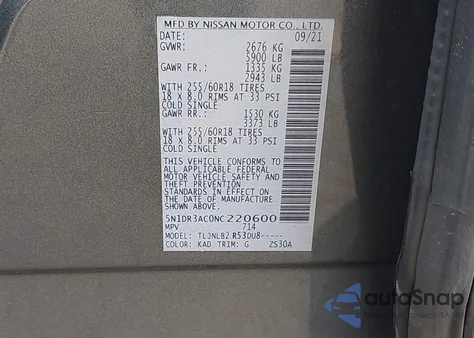 MFD BY NISSAN MOTOR CO., LTD.
DATE: 09/21
GVWR: 2676 KG
5900 LB
GAWR FR.: 1335 KG
2943 LB
WITH 255/60R18 TIRES
18 X 8.0 RIMS AT 33 PSI
COLD SINGLE
GAWR RR.: 1530 KG
3373 LB
WITH 255/60R18 TIRES
18 X 8.0 RIMS AT 33 PSI
COLD SINGLE
THIS VEHICLE CONFORMS TO
ALL APPLICABLE FEDERAL
MOTOR VEHICLE SAFETY AND
STANDARDS IN EFFECT ON
THE DATE OF MANUFACTURE
SHOWN ABOVE.
5N1DR3AC0NC220600
MPV 714
MODEL: TLJNLB2 R53DU8-----
COLOR: KAD TRIM: G ZS30A
autoSnap